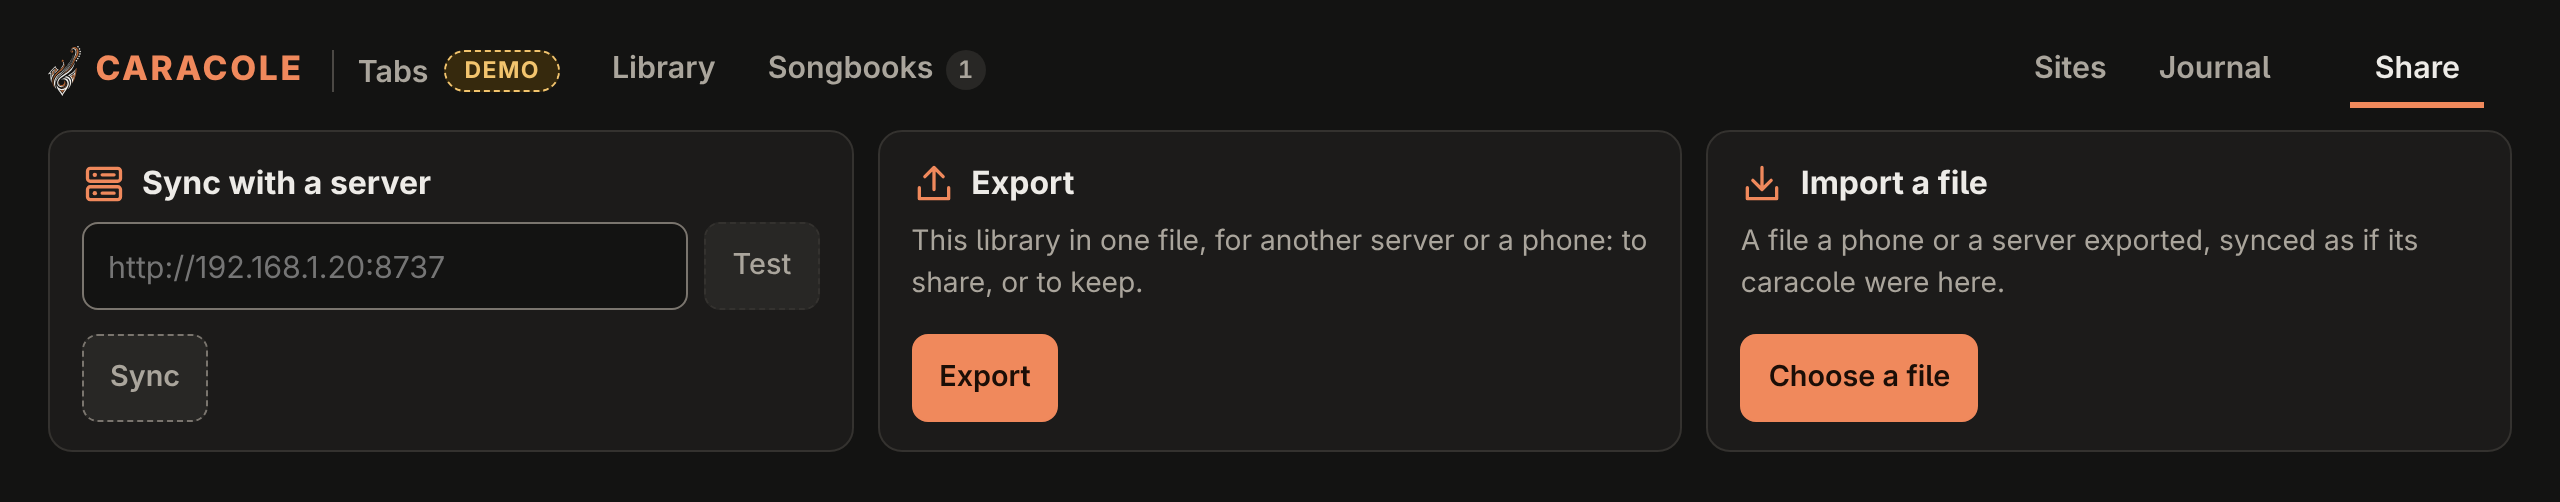 CARACOLE Tabs DEMO Library Songbooks 1 Sites Journal Share
Sync with a server
http://192.168.1.20:8737 Test
Sync
Export
This library in one file, for another server or a phone: to
share, or to keep.
Export
Import a file
A file a phone or a server exported, synced as if its
caracole were here.
Choose a file